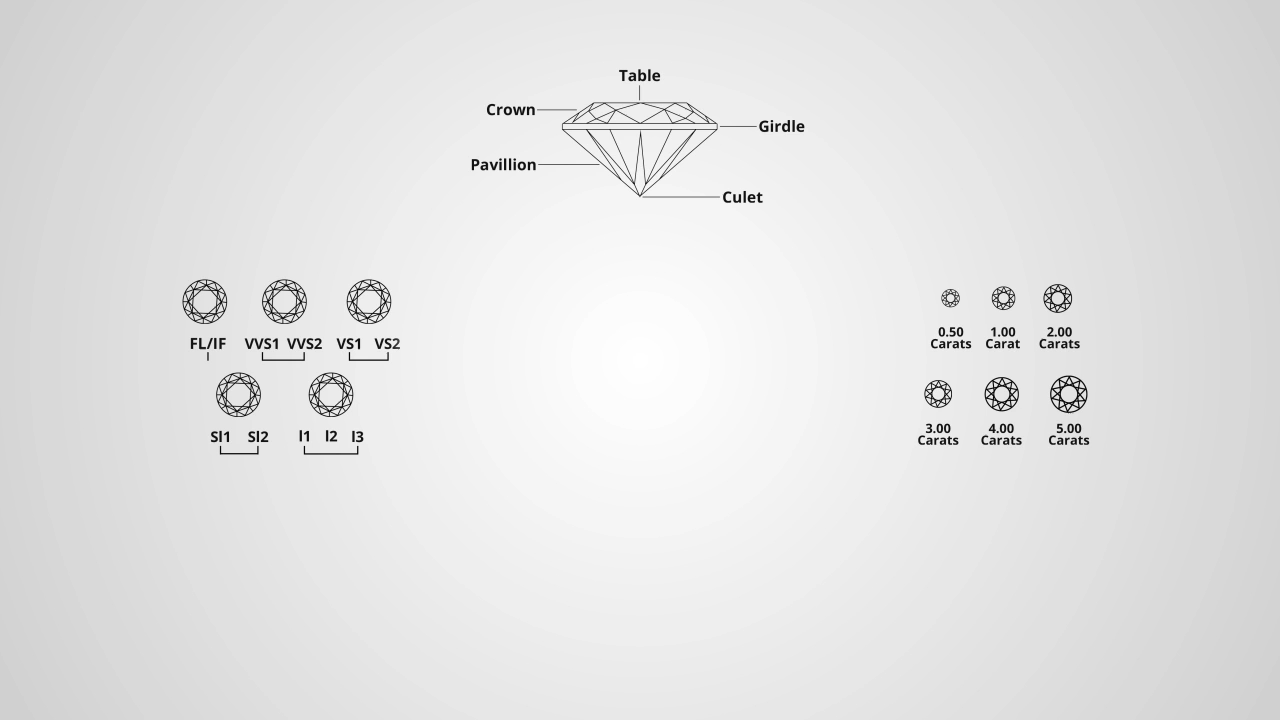 Table
Crown
Girdle
Pavillion
Culet
FL/IF VVS1 VVS2 VS1 VS2
SI1 SI2 I1 I2 I3
0.50 Carats
1.00 Carat
2.00 Carats
3.00 Carats
4.00 Carats
5.00 Carats